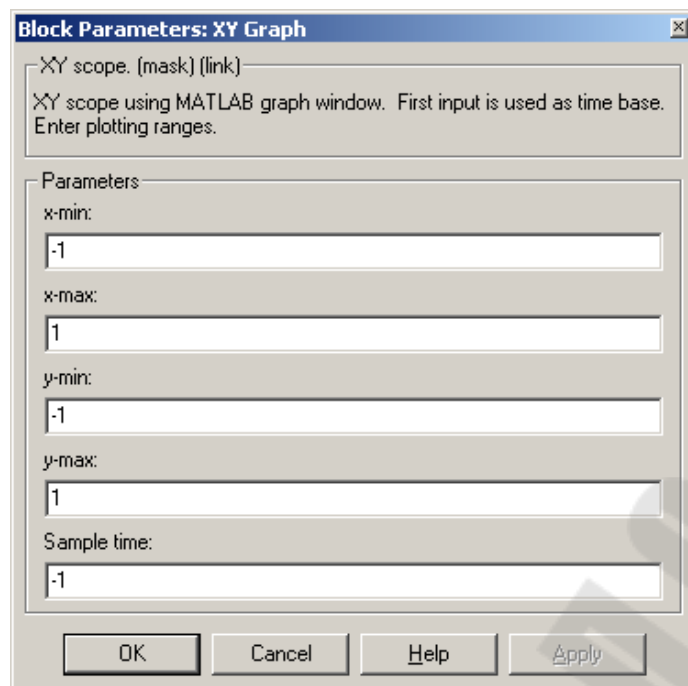 Block Parameters: XY Graph
XY scope. (mask) (link)
XY scope using MATLAB graph window.  First input is used as time base.
Enter plotting ranges.
Parameters
x-min:
-1
x-max:
1
y-min:
-1
y-max:
1
Sample time:
-1
OK Cancel Help Apply